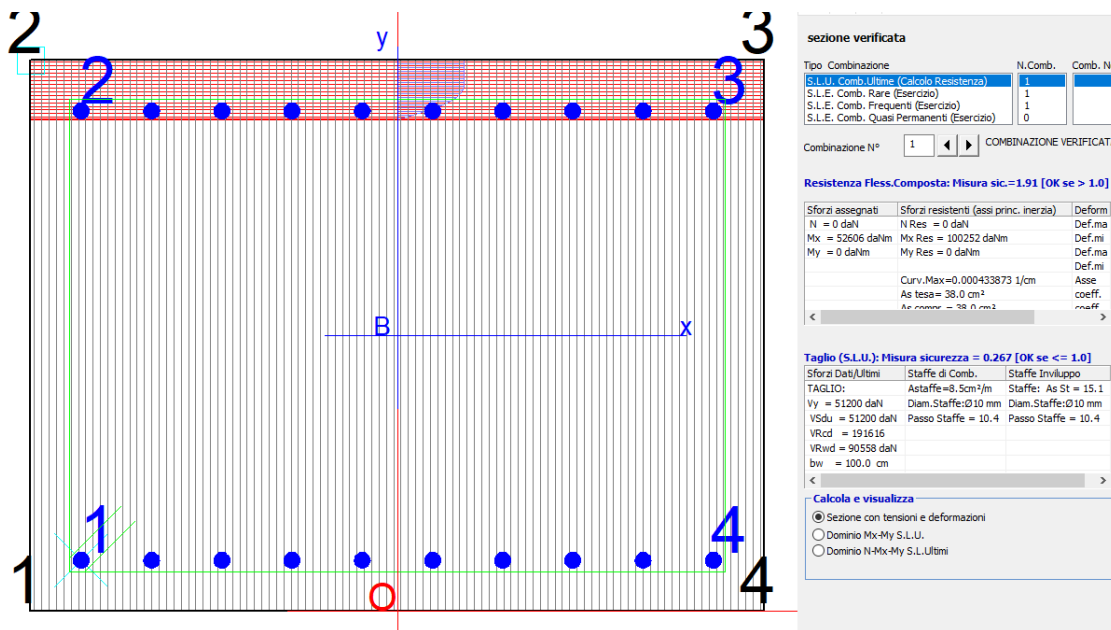 2
3
y
2
3
B
x
1
4
1
4
O
sezione verificata
Tipo Combinazione N.Comb. Comb. N
S.L.U. Comb.Ultime (Calcolo Resistenza) 1
S.L.E. Comb. Rare (Esercizio) 1
S.L.E. Comb. Frequenti (Esercizio) 1
S.L.E. Comb. Quasi Permanenti (Esercizio) 0
Combinazione N° 1 COMBINAZIONE VERIFICAT
Resistenza Fless.Composta: Misura sic.=1.91 [OK se > 1.0]
Sforzi assegnati Sforzi resistenti (assi princ. inerzia) Deform
N = 0 daN N Res = 0 daN Def.ma
Mx = 52606 daNm Mx Res = 100252 daNm Def.mi
My = 0 daNm My Res = 0 daNm Def.ma
Def.mi
Curv.Max=0.000433873 1/cm Asse
As tesa= 38.0 cm² coeff.
As compr. = 38.0 cm² coeff.
Taglio (S.L.U.): Misura sicurezza = 0.267 [OK se <= 1.0]
Sforzi Dati/Ultimi Staffe di Comb. Staffe Inviluppo
TAGLIO: Astaffe=8.5cm²/m Staffe: As St = 15.1
Vy = 51200 daN Diam.Staffe:Ø10 mm Diam.Staffe:Ø10 mm
VSdu = 51200 daN Passo Staffe = 10.4 Passo Staffe = 10.4
VRcd = 191616
VRwd = 90558 daN
bw = 100.0 cm
Calcola e visualizza
Sezione con tensioni e deformazioni
Dominio Mx-My S.L.U.
Dominio N-Mx-My S.L.Ultimi